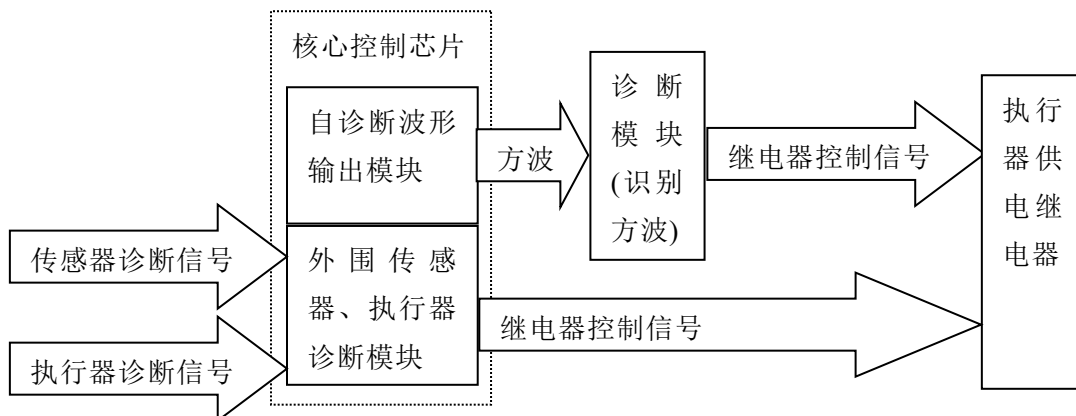 核心控制芯片
自诊断波形
输出模块
方波
诊断
模块
(识别
方波)
继电器控制信号
执行
器供
电继
电器
传感器诊断信号
外围传感
器、执行器
诊断模块
继电器控制信号
执行器诊断信号